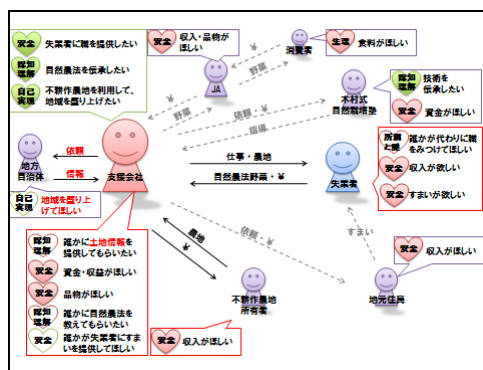 安全 失業者に職を提供したい
認知理解 自然農法を伝承したい
自己実現 不耕作農地を利用して、
地域を盛り上げたい
安全 収入・品物が
ほしい
消費者
生理 食料がほしい
¥
野菜
JA
¥
野菜
木村式
自然栽培塾
認知理解 技術を
伝承したい
安全 資金がほしい
依頼・¥
指導
地方
自治体
依頼
情報
支援会社
仕事・農地
自然農法野菜・¥
失業者
所属と愛 誰かが代わりに職
をみつけてほしい
安全 収入が欲しい
安全 すまいが欲しい
自己実現 地域を盛り上
げてほしい
認知理解 誰かに土地情報を
提供してもらいたい
安全 資金・収益がほしい
安全 品物がほしい
認知理解 誰かに自然農法を
教えてもらいたい
安全 誰かが失業者にすま
いを提供してほしい
農地
¥
依頼・¥
すまい
不耕作農地
所有者
安全 収入がほしい
地元住民
安全 収入がほしい